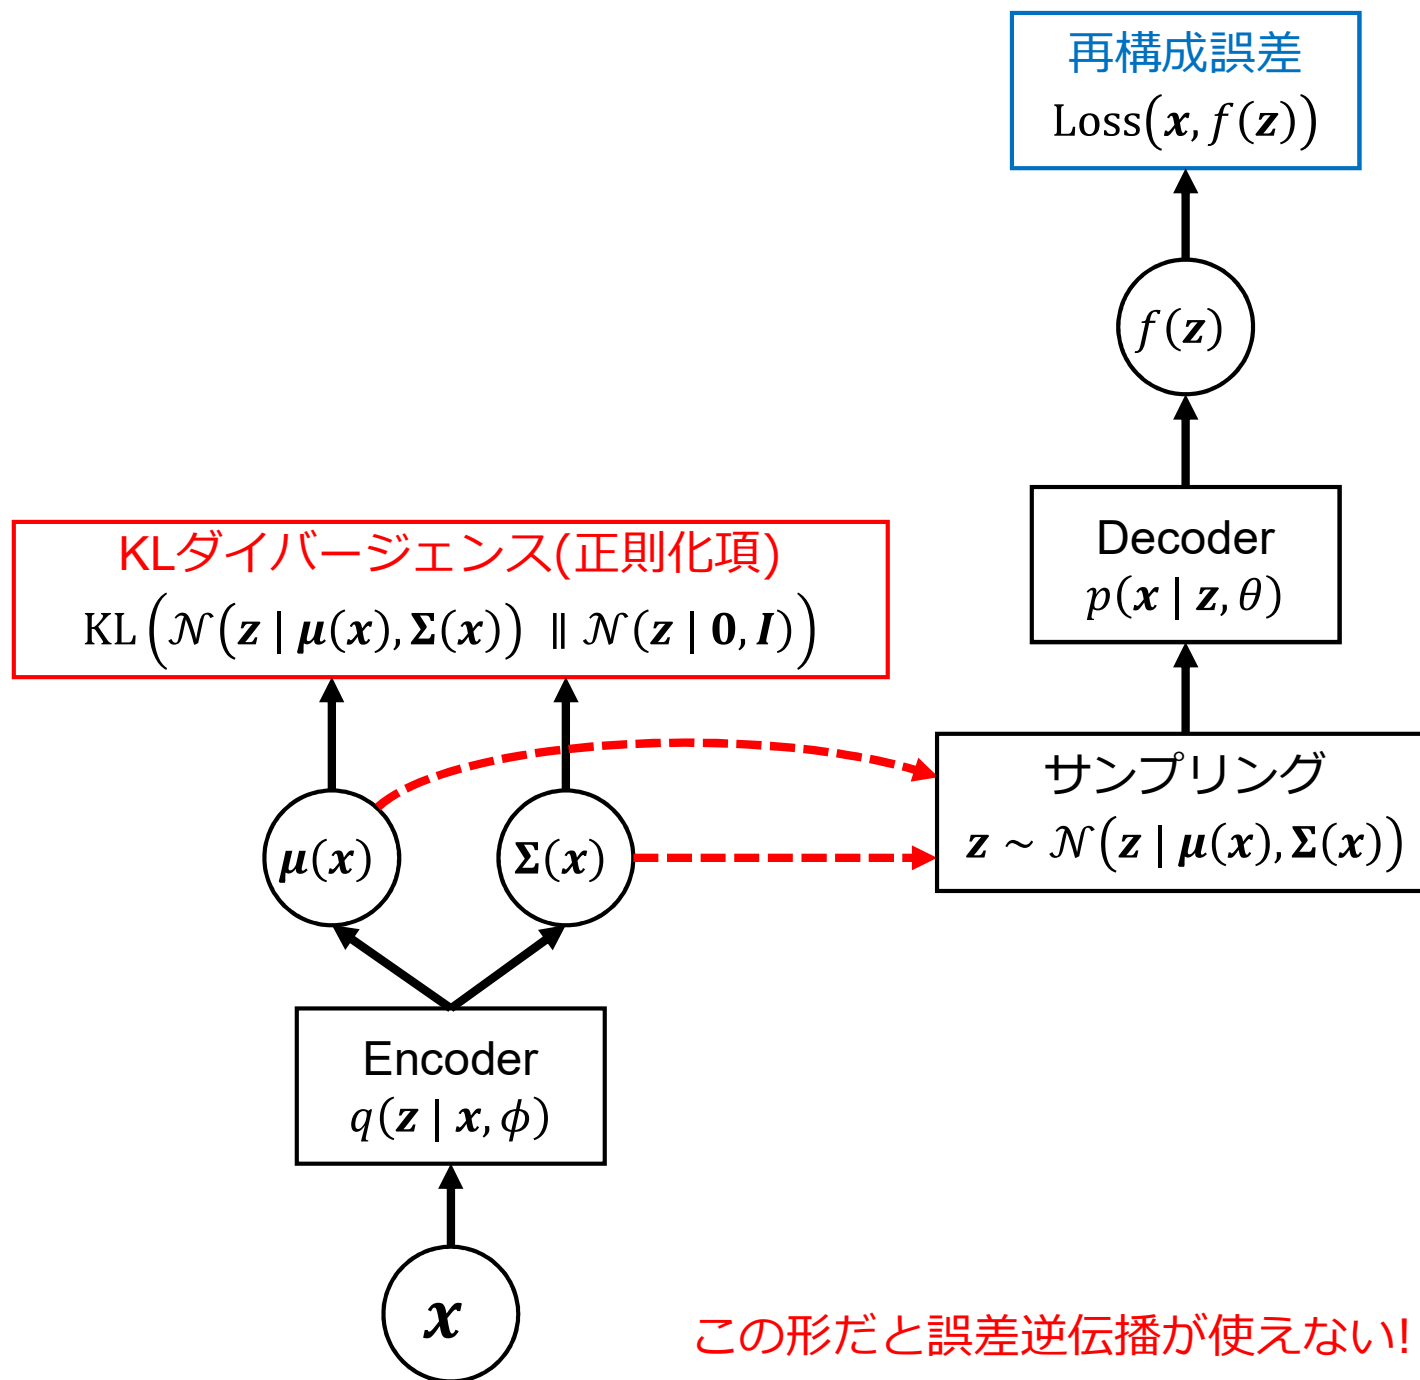 再構成誤差
Loss(𝒙, f(𝒛))
f(𝒛)
Decoder
p(𝒙 | 𝒛, θ)
KLダイバージェンス(正則化項)
KL(𝒩(𝒛 | 𝝁(𝒙), 𝚺(𝒙)) ∥ 𝒩(𝒛 | 𝟎, 𝑰))
サンプリング
𝒛 ~ 𝒩(𝒛 | 𝝁(𝒙), 𝚺(𝒙))
𝝁(𝒙)
𝚺(𝒙)
Encoder
q(𝒛 | 𝒙, ϕ)
𝒙
この形だと誤差逆伝播が使えない!